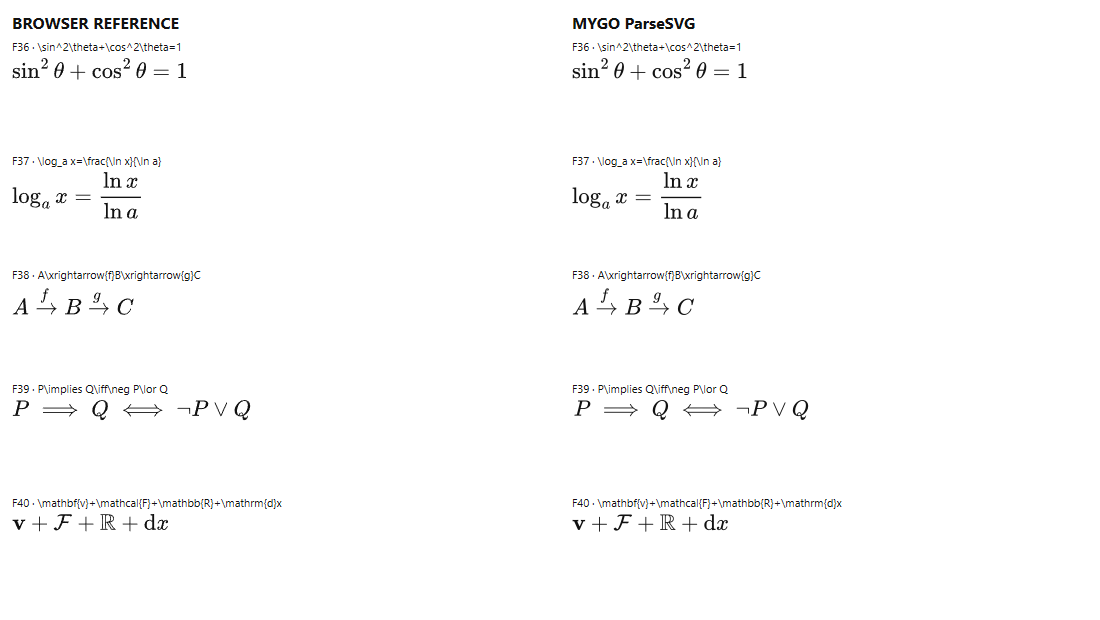 BROWSER REFERENCE
F36 · \sin^2\theta+\cos^2\theta=1
sin² θ + cos² θ = 1
F37 · \log_a x=\frac{\ln x}{\ln a}
logₐ x = ln x / ln a
F38 · A\xrightarrow{f}B\xrightarrow{g}C
A →f B →g C
F39 · P\implies Q\iff\neg P\lor Q
P ⟹ Q ⟺ ¬P ∨ Q
F40 · \mathbf{v}+\mathcal{F}+\mathbb{R}+\mathrm{d}x
𝐯 + ℱ + ℝ + dx
MYGO ParseSVG
F36 · \sin^2\theta+\cos^2\theta=1
sin² θ + cos² θ = 1
F37 · \log_a x=\frac{\ln x}{\ln a}
logₐ x = ln x / ln a
F38 · A\xrightarrow{f}B\xrightarrow{g}C
A →f B →g C
F39 · P\implies Q\iff\neg P\lor Q
P ⟹ Q ⟺ ¬P ∨ Q
F40 · \mathbf{v}+\mathcal{F}+\mathbb{R}+\mathrm{d}x
𝐯 + ℱ + ℝ + dx